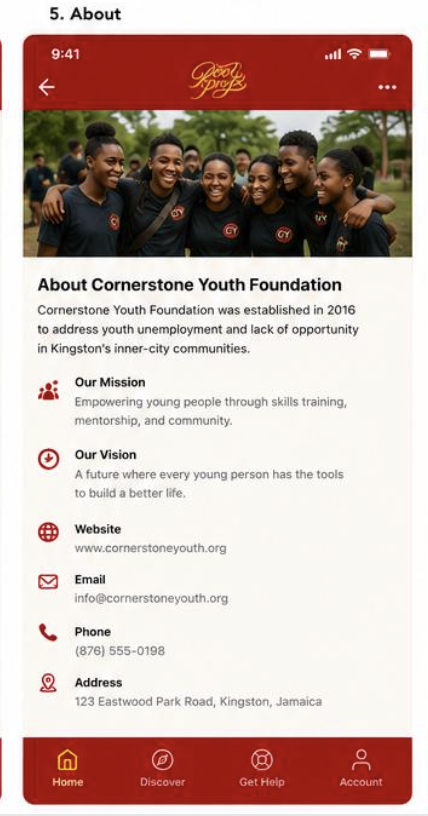 5. About
9:41
About Cornerstone Youth Foundation
Cornerstone Youth Foundation was established in 2016
to address youth unemployment and lack of opportunity
in Kingston's inner-city communities.
Our Mission
Empowering young people through skills training,
mentorship, and community.
Our Vision
A future where every young person has the tools
to build a better life.
Website
www.cornerstoneyouth.org
Email
info@cornerstoneyouth.org
Phone
(876) 555-0198
Address
123 Eastwood Park Road, Kingston, Jamaica
Home
Discover
Get Help
Account